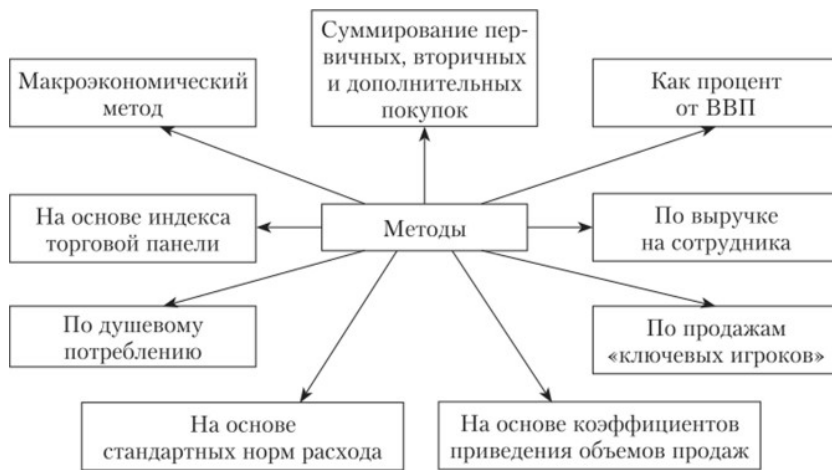 Суммирование пер-
вичных, вторичных
и дополнительных
покупок
Макроэкономический
метод
Как процент
от ВВП
На основе индекса
торговой панели
Методы
По выручке
на сотрудника
По душевому
потреблению
По продажам
«ключевых игроков»
На основе
стандартных норм расхода
На основе коэффициентов
приведения объемов продаж